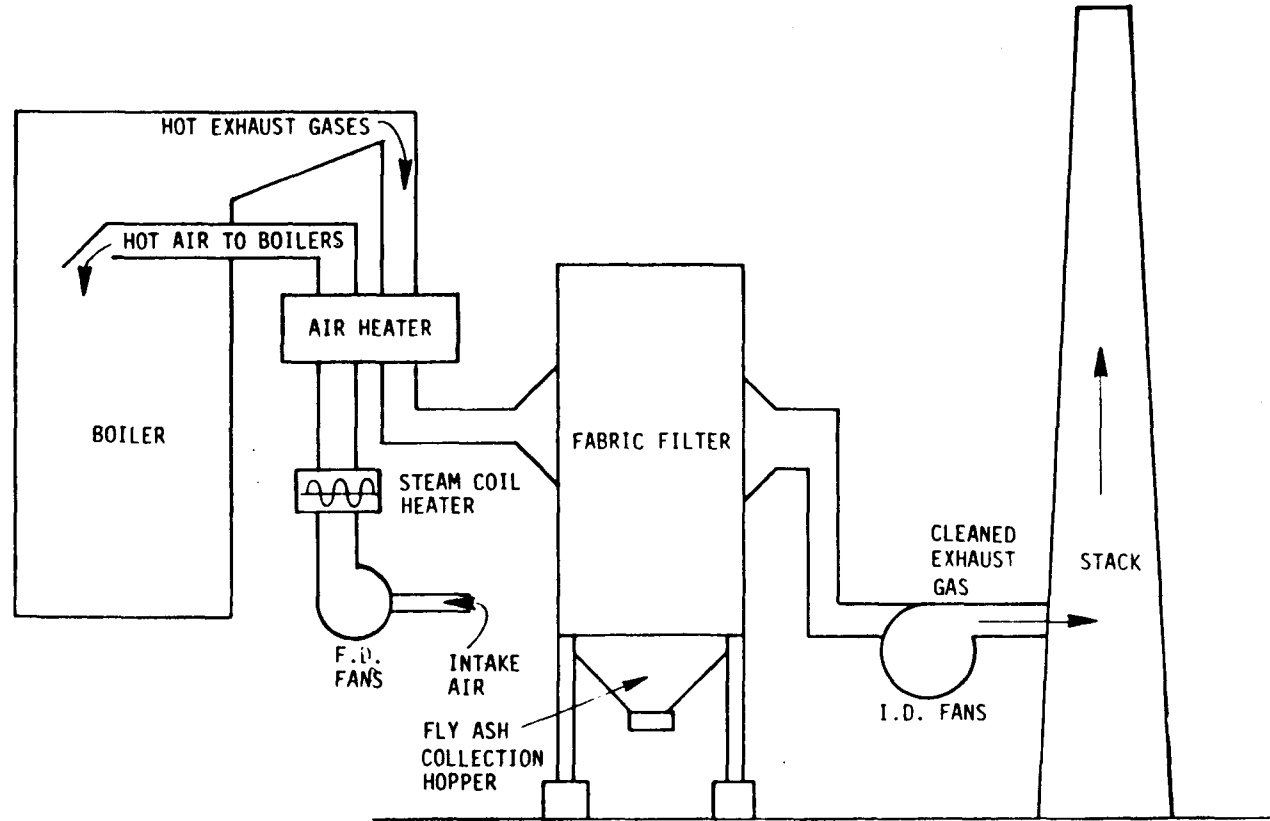 HOT EXHAUST GASES
HOT AIR TO BOILERS
AIR HEATER
BOILER
STEAM COIL
HEATER
F.D.
FANS
INTAKE
AIR
FABRIC FILTER
FLY ASH
COLLECTION
HOPPER
CLEANED
EXHAUST
GAS
I.D. FANS
STACK